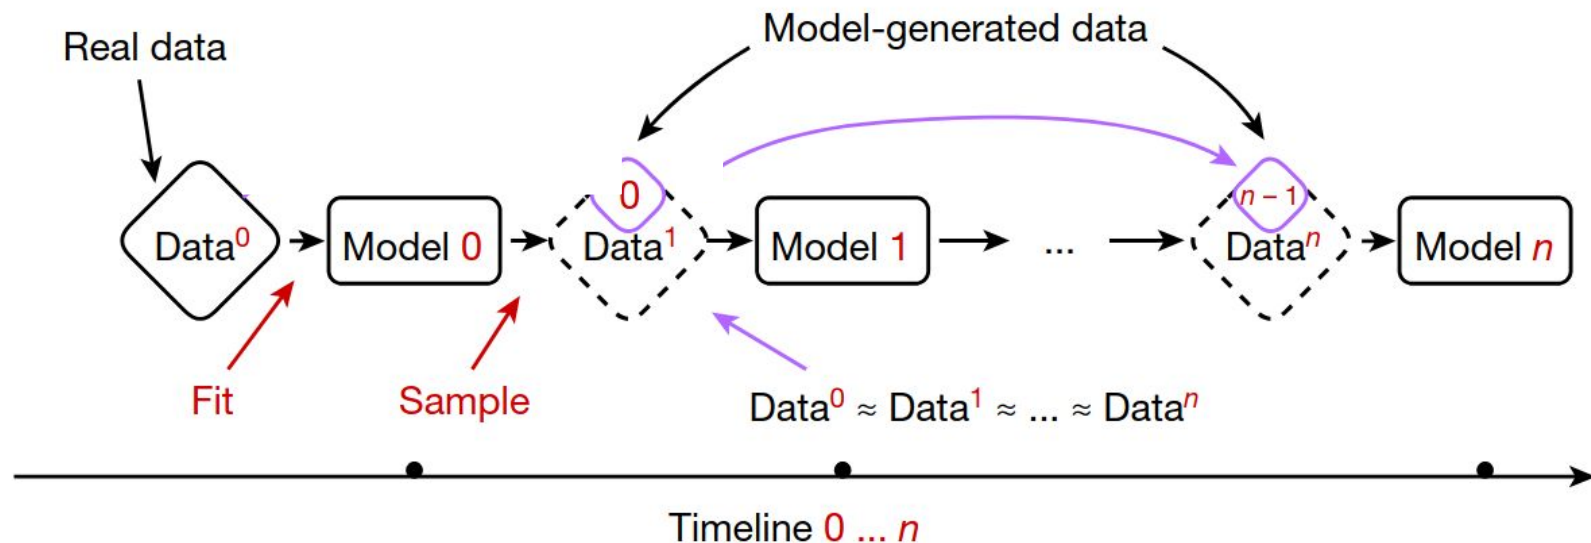 Real data
Model-generated data
0
n − 1
Data⁰
Model 0
Data¹
Model 1
...
Dataⁿ
Model n
Fit
Sample
Data⁰ ≈ Data¹ ≈ ... ≈ Dataⁿ
Timeline 0 ... n